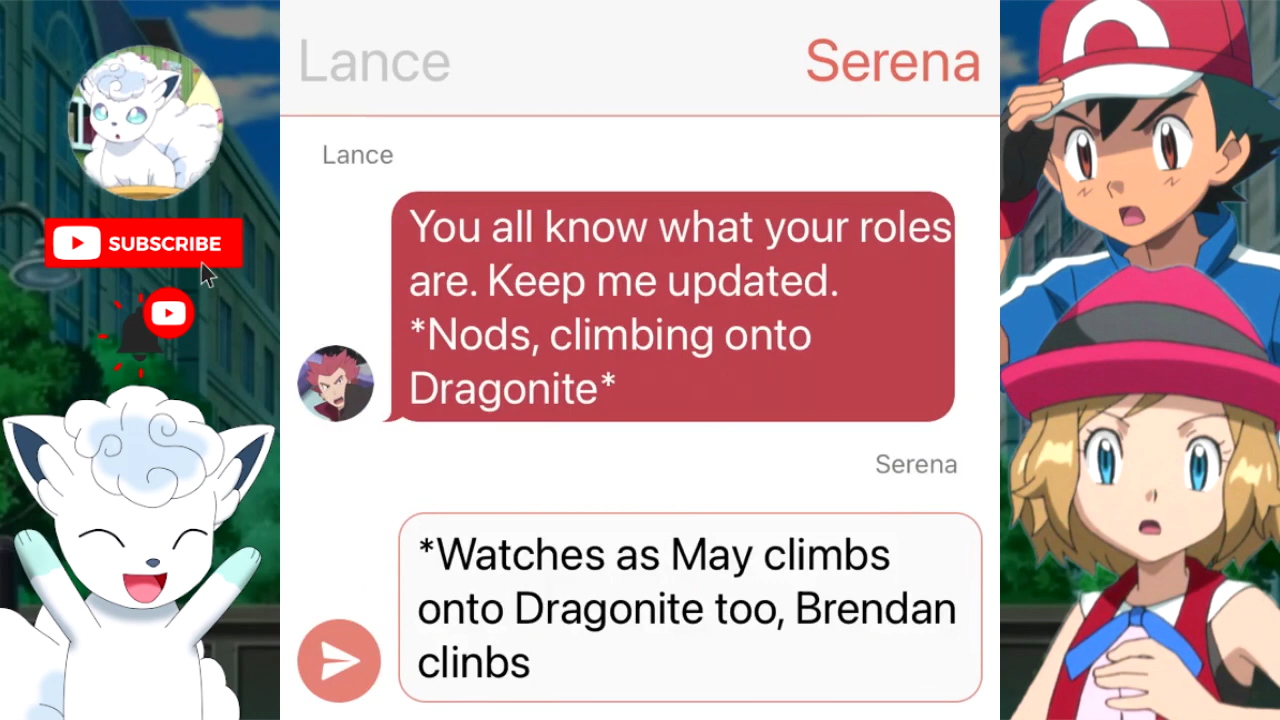 Lance
Serena
Lance
You all know what your roles
are. Keep me updated.
*Nods, climbing onto
Dragonite*
SUBSCRIBE
Serena
*Watches as May climbs
onto Dragonite too, Brendan
clinbs